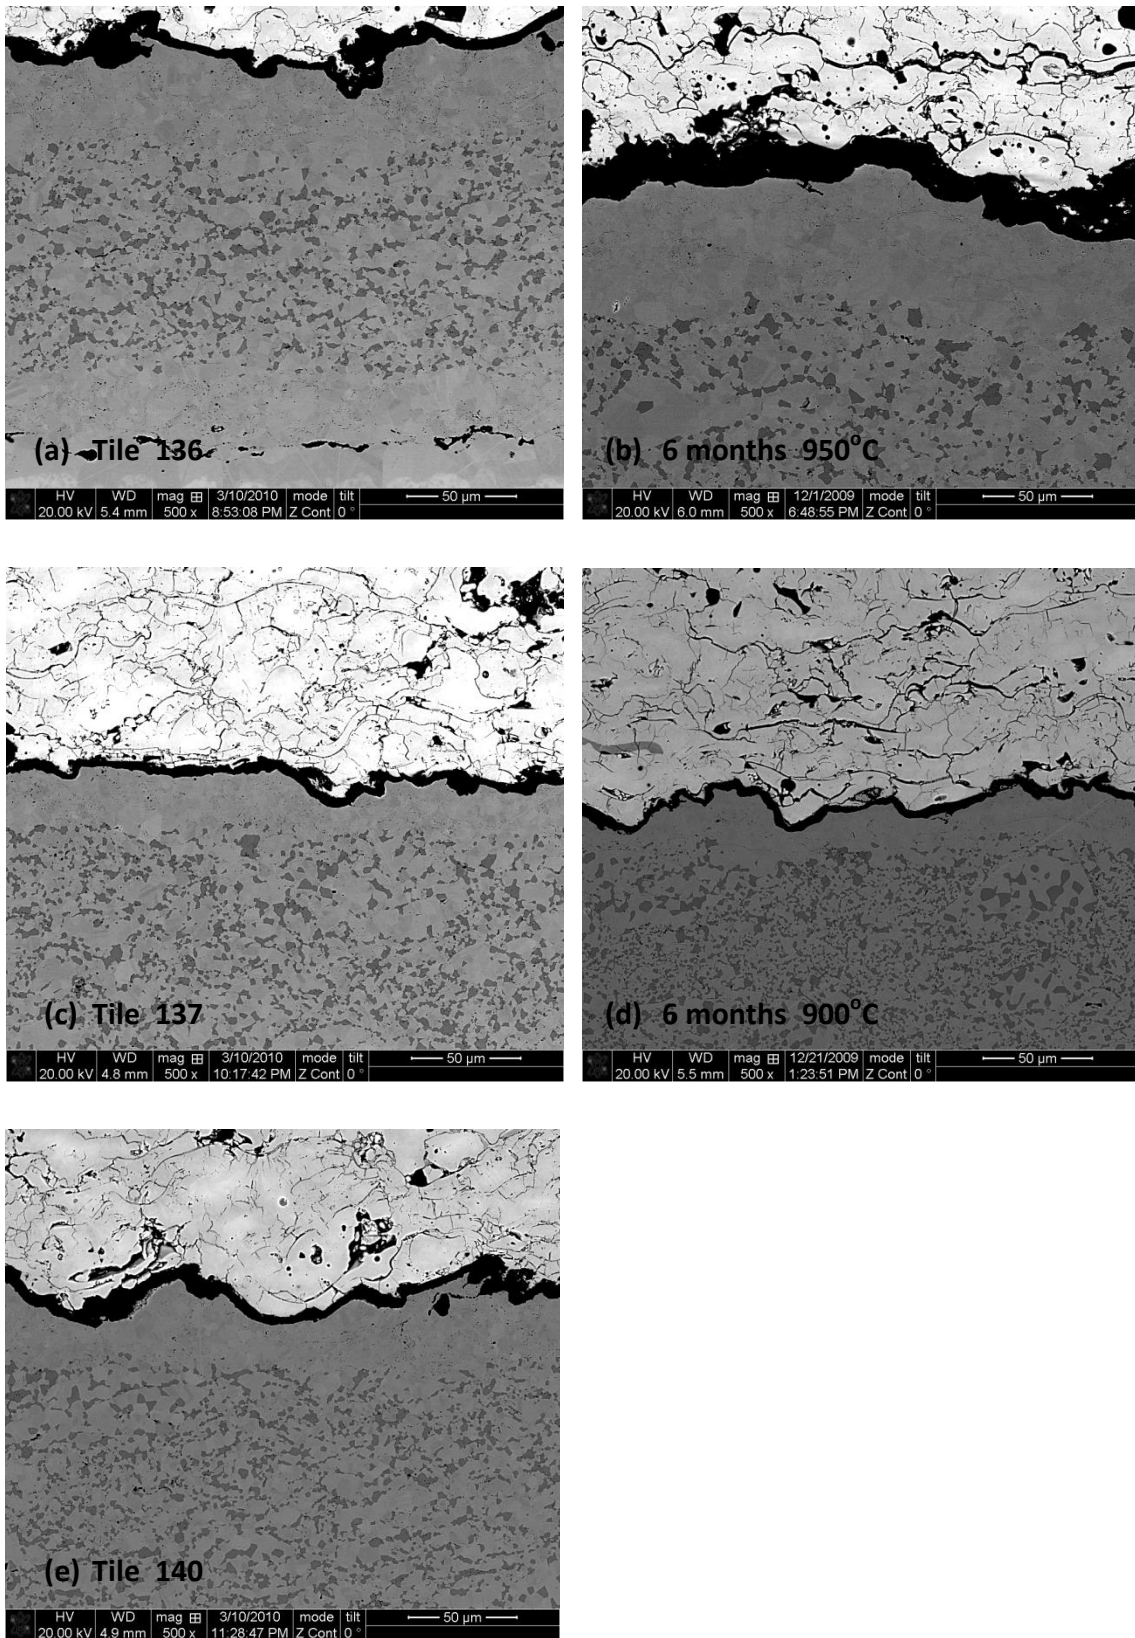 (a) Tile 136
HV WD mag 3/10/2010 mode tilt 50 µm
20.00 kV 5.4 mm 500 x 8:53:08 PM Z Cont 0 °
(b) 6 months 950°C
HV WD mag 12/1/2009 mode tilt 50 µm
20.00 kV 6.0 mm 500 x 6:48:55 PM Z Cont 0 °
(c) Tile 137
HV WD mag 3/10/2010 mode tilt 50 µm
20.00 kV 4.8 mm 500 x 10:17:42 PM Z Cont 0 °
(d) 6 months 900°C
HV WD mag 12/21/2009 mode tilt 50 µm
20.00 kV 5.5 mm 500 x 1:23:51 PM Z Cont 0 °
(e) Tile 140
HV WD mag 3/10/2010 mode tilt 50 µm
20.00 kV 4.9 mm 500 x 11:28:47 PM Z Cont 0 °